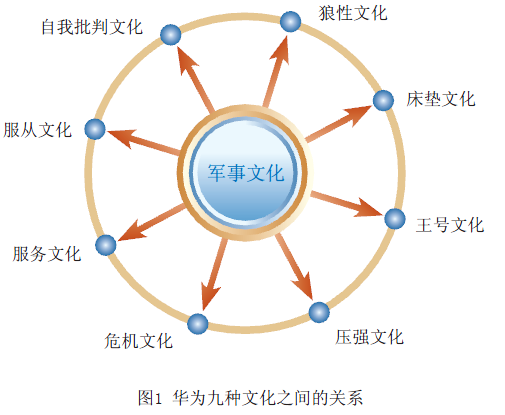 自我批判文化
狼性文化
床垫文化
服从文化
军事文化
王号文化
服务文化
危机文化
压强文化
图1 华为九种文化之间的关系